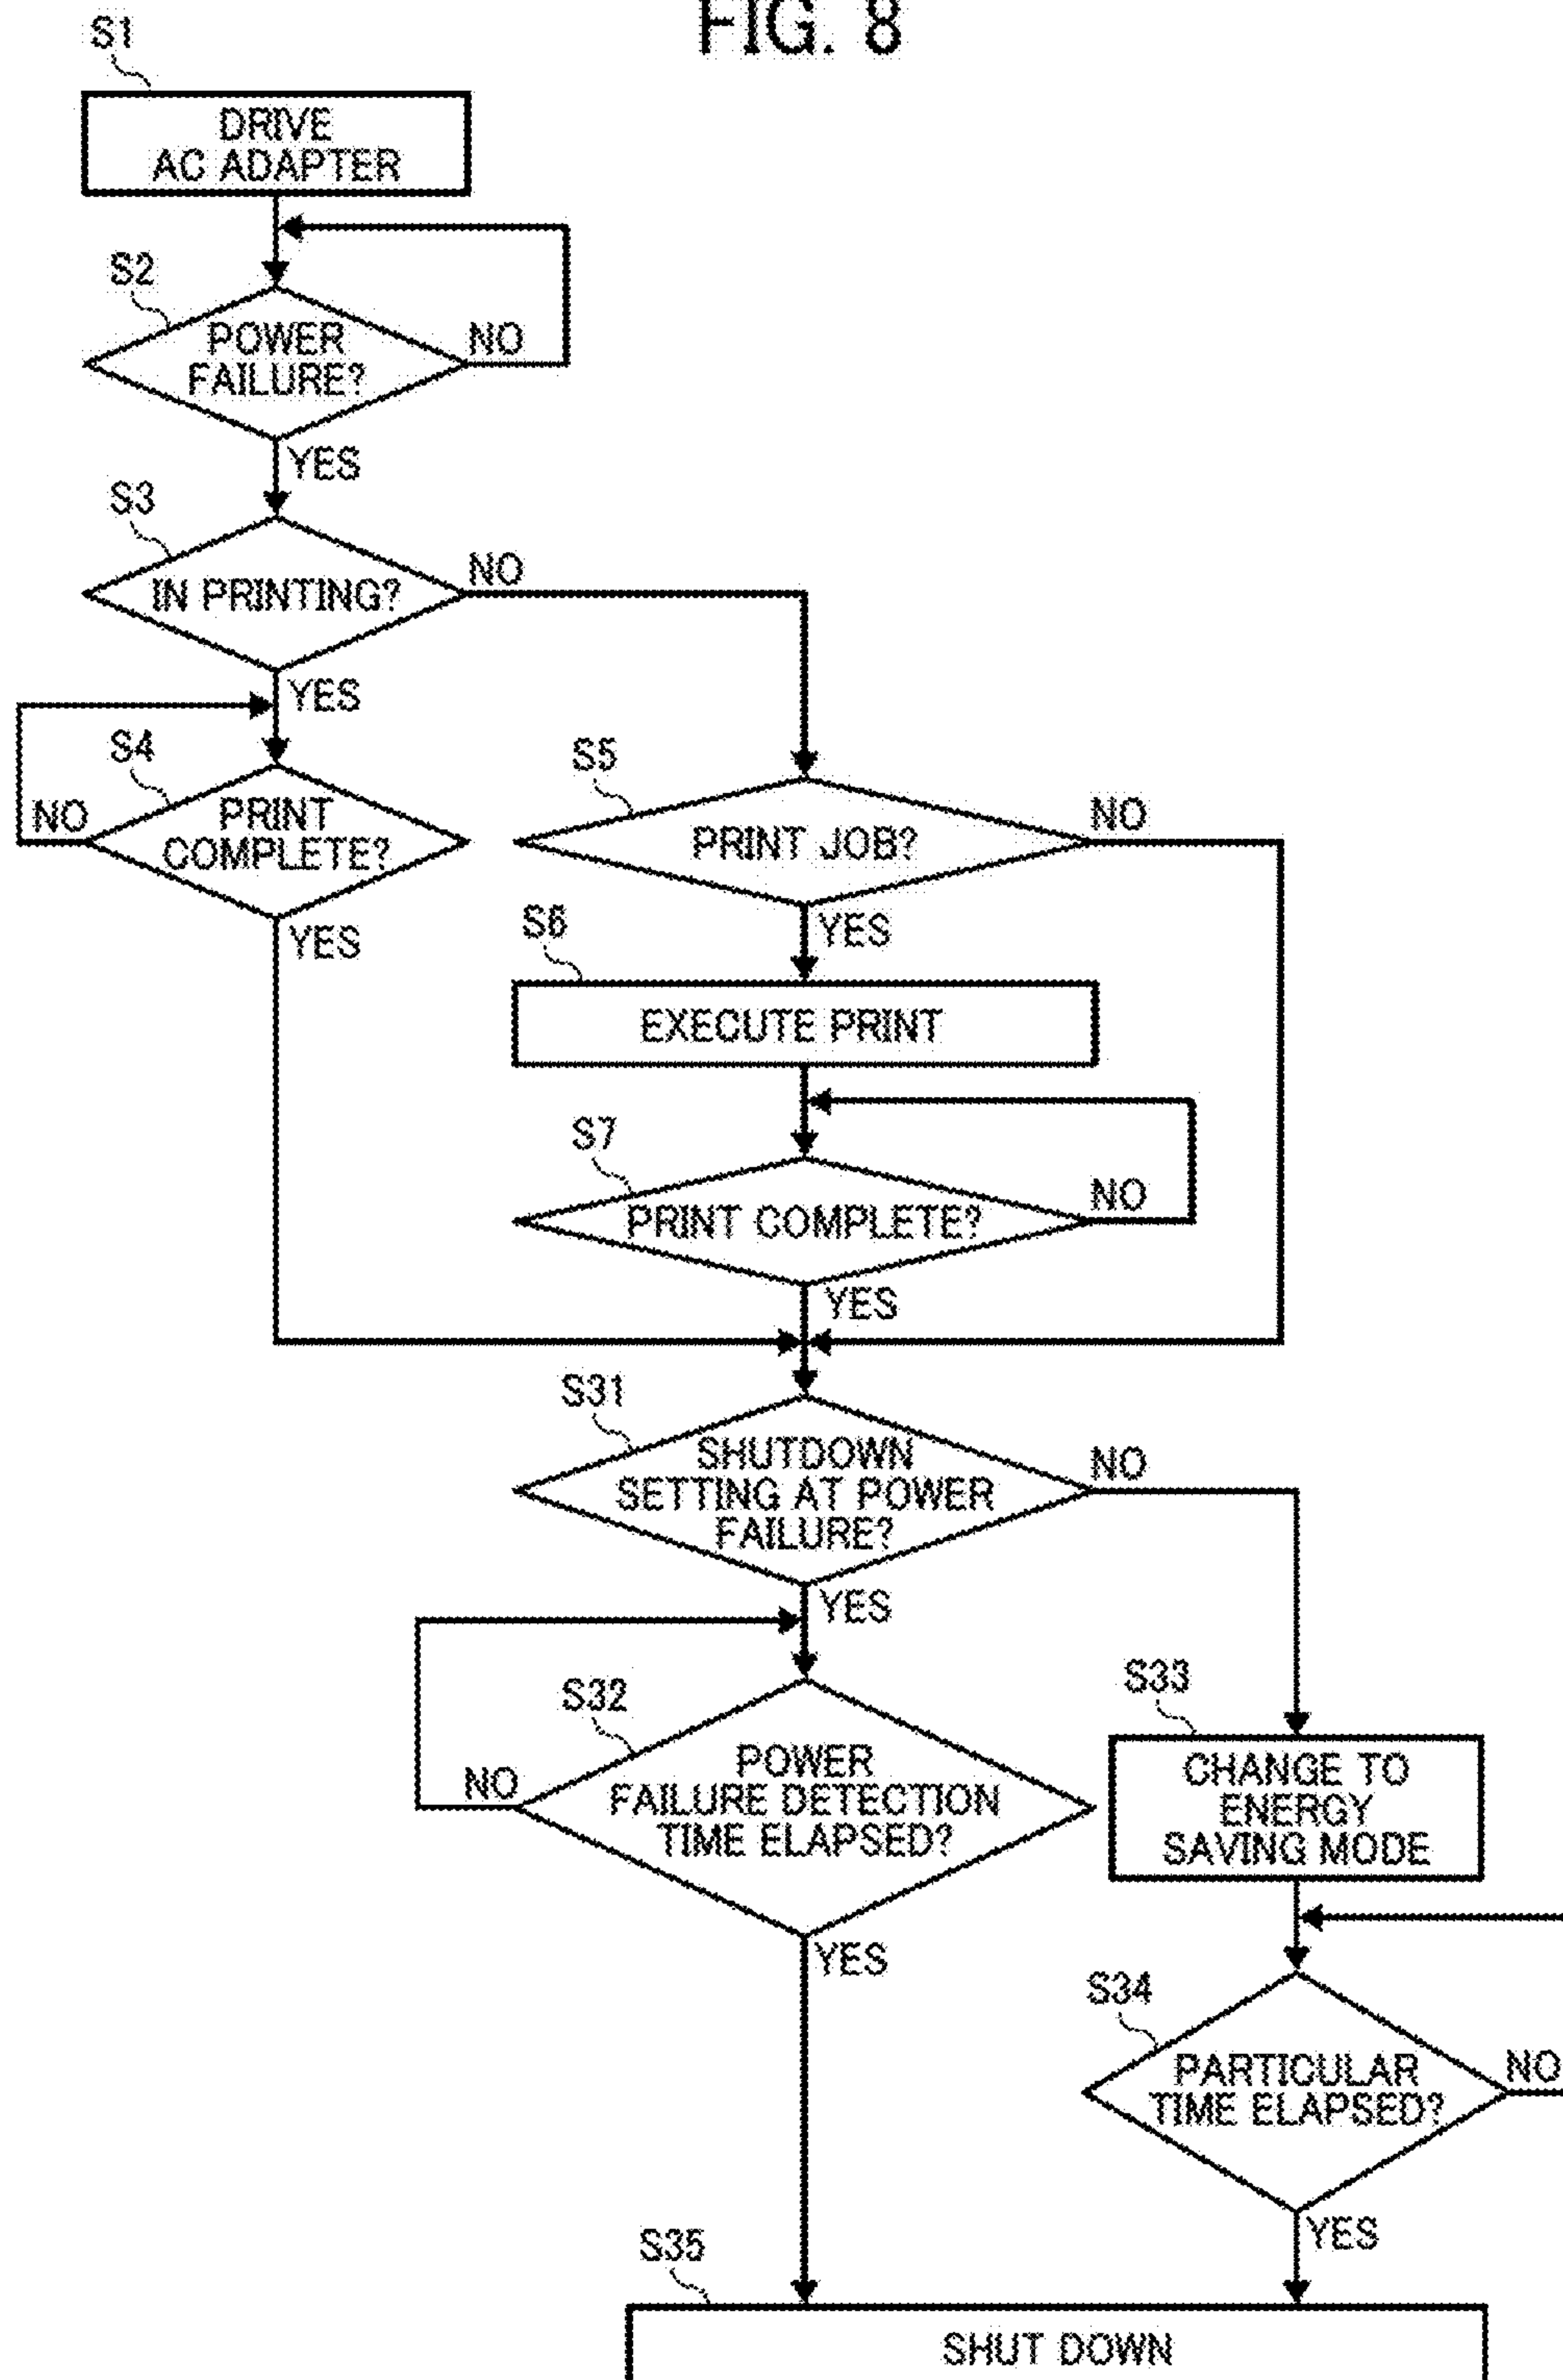 FIG. 8
S1
DRIVE
AC ADAPTER
S2
POWER
FAILURE?
NO
YES
S3
IN PRINTING?
NO
YES
S4
PRINT
COMPLETE?
NO
YES
S5
PRINT JOB?
NO
YES
S6
EXECUTE PRINT
S7
PRINT COMPLETE?
NO
YES
S31
SHUTDOWN
SETTING AT POWER
FAILURE?
NO
YES
S32
POWER
FAILURE DETECTION
TIME ELAPSED?
NO
YES
S33
CHANGE TO
ENERGY
SAVING MODE
S34
PARTICULAR
TIME ELAPSED?
NO
YES
S35
SHUT DOWN